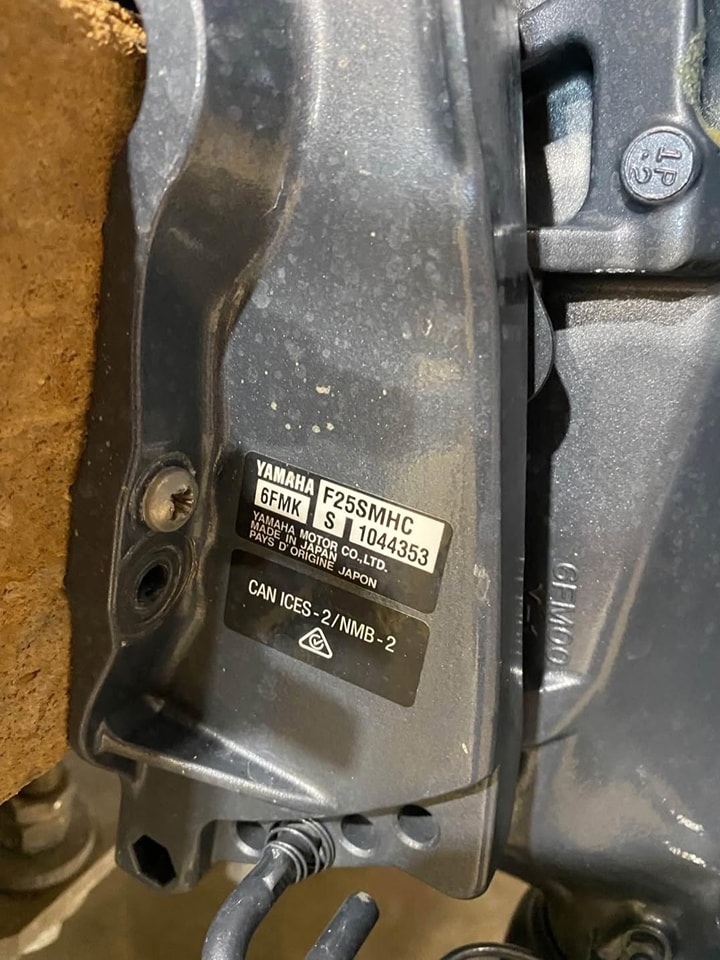 1P
YAMAHA F25SMHC
6FMK S 1044353
YAMAHA MOTOR CO.,LTD.
MADE IN JAPAN
PAYS D'ORIGINE JAPON
CAN ICES-2/NMB-2